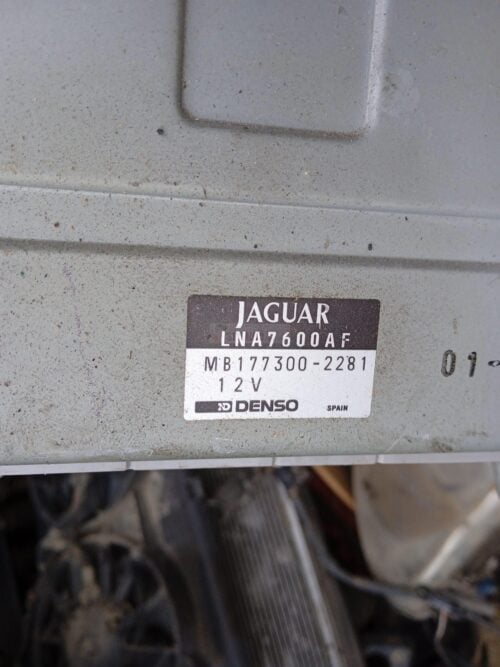 JAGUAR
LNA7600AF
MB177300-2281
12V
DENSO SPAIN
01-